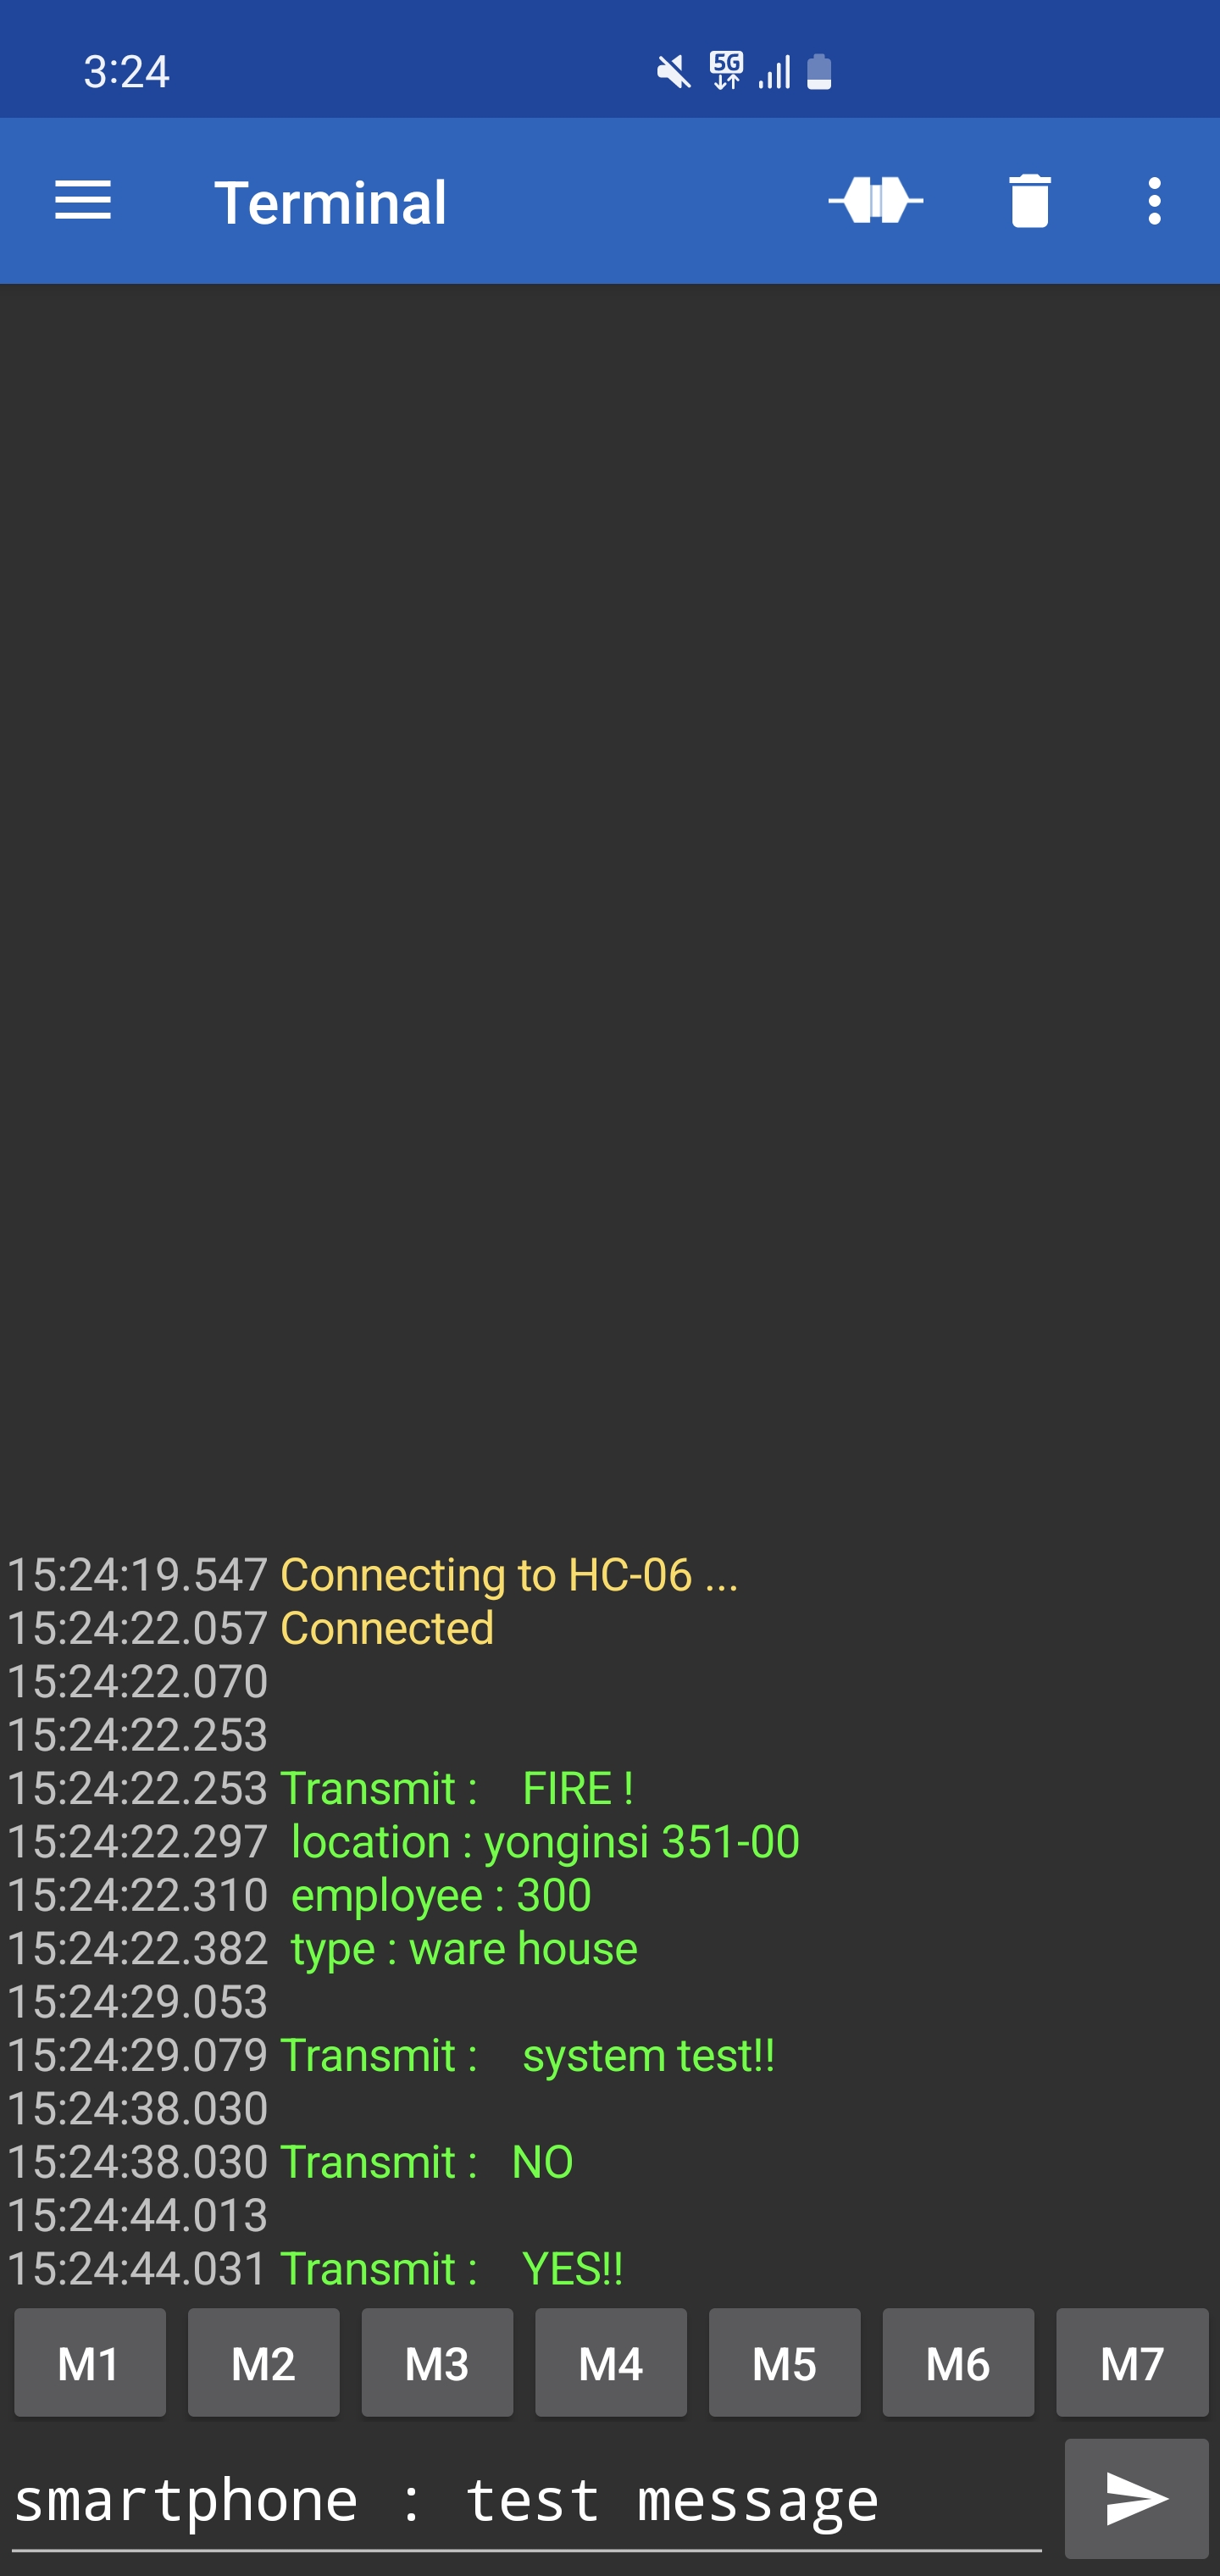 3:24
5G
Terminal
15:24:19.547 Connecting to HC-06 ...
15:24:22.057 Connected
15:24:22.070
15:24:22.253
15:24:22.253 Transmit :    FIRE !
15:24:22.297  location : yonginsi 351-00
15:24:22.310  employee : 300
15:24:22.382  type : ware house
15:24:29.053
15:24:29.079 Transmit :    system test!!
15:24:38.030
15:24:38.030 Transmit :   NO
15:24:44.013
15:24:44.031 Transmit :    YES!!
M1 M2 M3 M4 M5 M6 M7
smartphone : test message